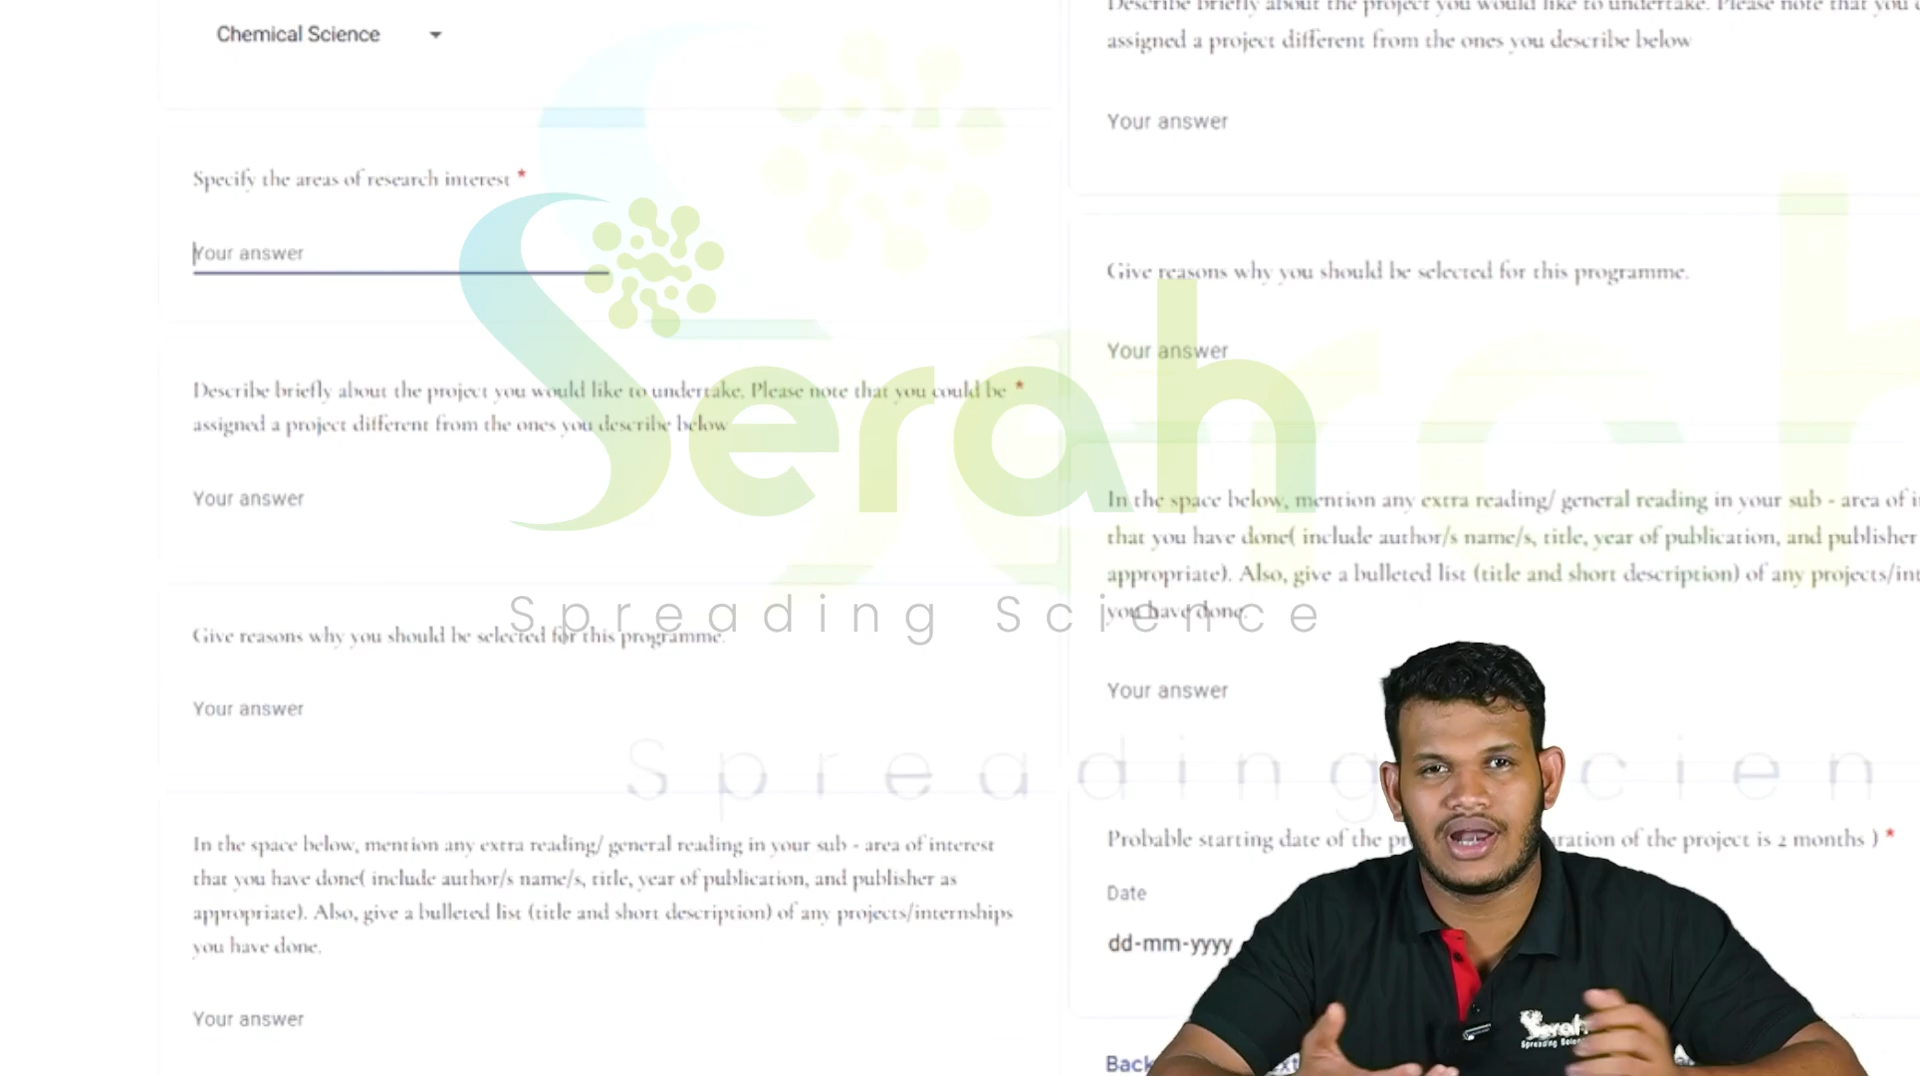 Chemical Science
Specify the areas of research interest *
Your answer
Describe briefly about the project you would like to undertake. Please note that you could be *
assigned a project different from the ones you describe below
Your answer
Give reasons why you should be selected for this programme.
Your answer
In the space below, mention any extra reading/ general reading in your sub - area of interest
that you have done( include author/s name/s, title, year of publication, and publisher as
appropriate). Also, give a bulleted list (title and short description) of any projects/internships
you have done.
Your answer
Describe briefly about the project you would like to undertake. Please note that you
assigned a project different from the ones you describe below
Your answer
Give reasons why you should be selected for this programme.
Your answer
In the space below, mention any extra reading/ general reading in your sub - area of
that you have done( include author/s name/s, title, year of publication, and publisher
appropriate). Also, give a bulleted list (title and short description) of any
you have done.
Your answer
Probable starting date of the of the project is 2 months ) *
Date
dd-mm-yyyy
Back
Serah
Spreading Science
Spreading
Serah
Spreading